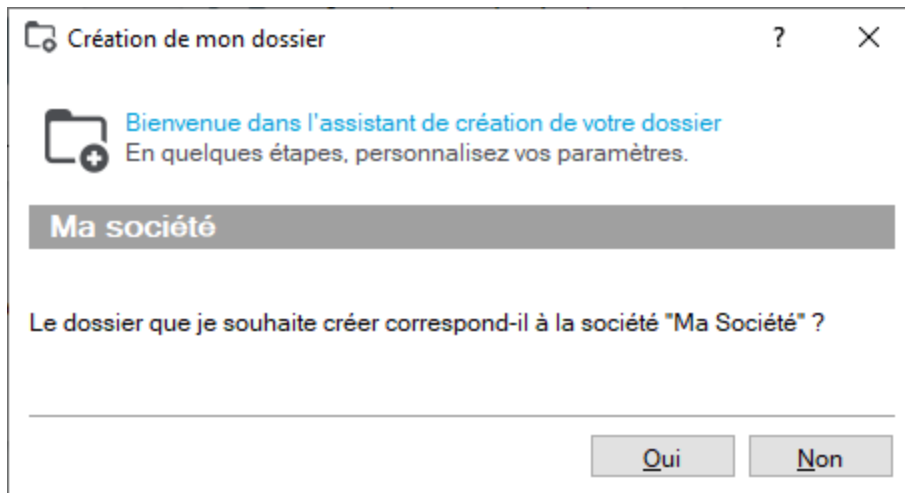 Création de mon dossier
?
Bienvenue dans l'assistant de création de votre dossier
En quelques étapes, personnalisez vos paramètres.
Ma société
Le dossier que je souhaite créer correspond-il à la société "Ma Société" ?
Oui Non